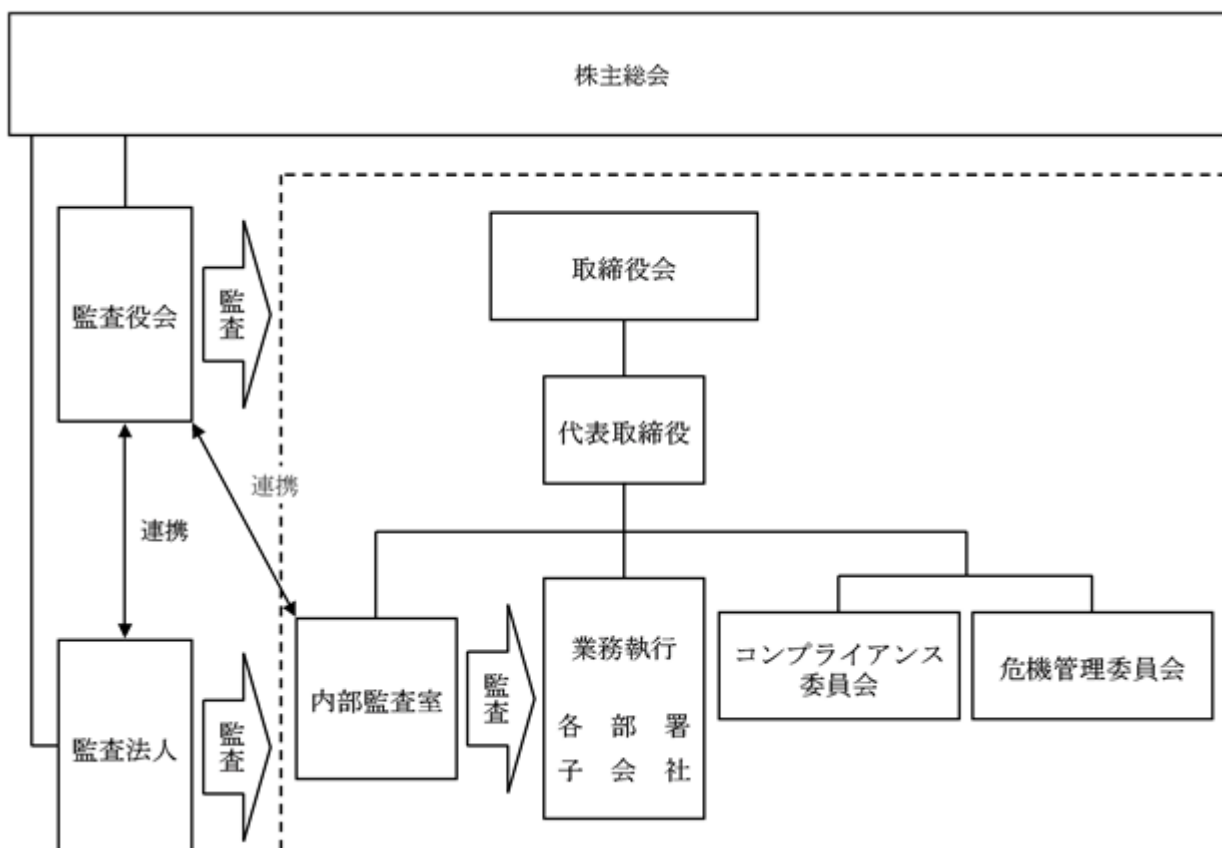 株主総会
取締役会
監査役会
監査
代表取締役
連携
連携
業務執行
コンプライアンス
委員会
危機管理委員会
内部監査室
監査
各部署
子会社
監査法人
監査